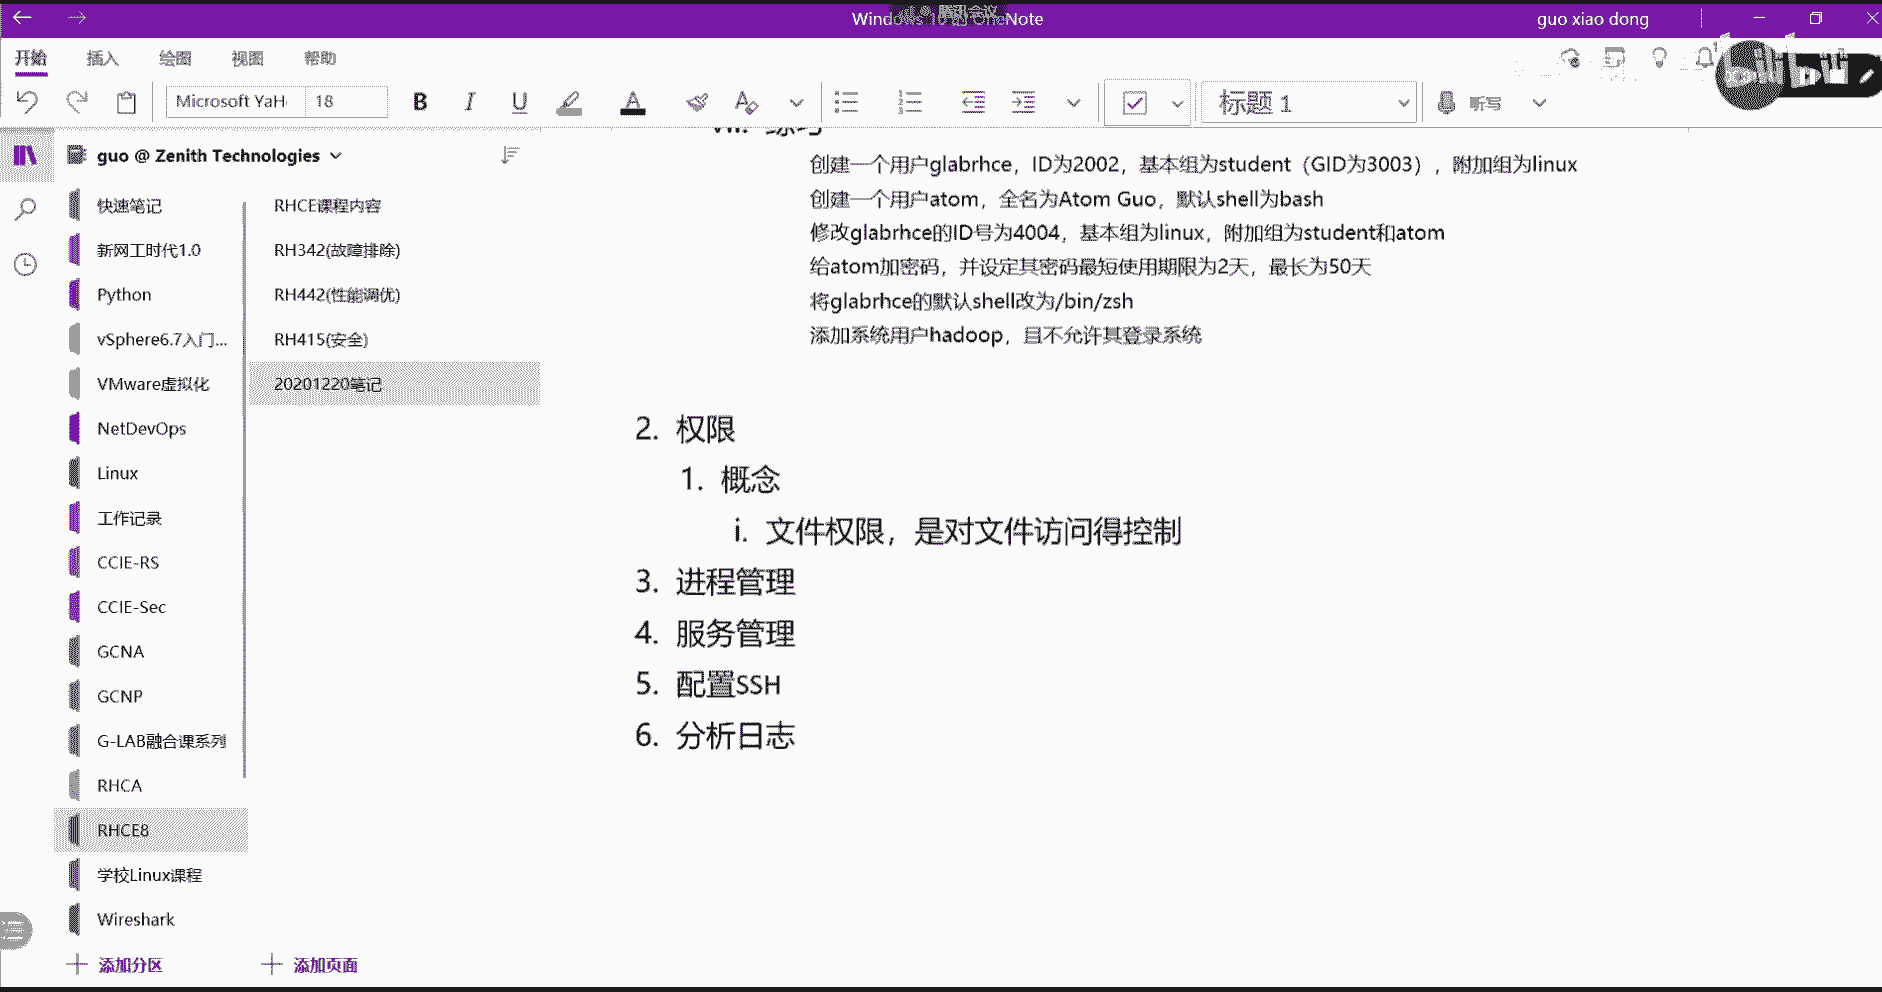 Windows 10 的 OneNote
腾讯会议
guo xiao dong
开始 插入 绘图 视图 帮助
Microsoft YaH 18 B I U A 标题 1 听写
guo @ Zenith Technologies
快速笔记
新网工时代1.0
Python
vSphere6.7入门...
VMware虚拟化
NetDevOps
Linux
工作记录
CCIE-RS
CCIE-Sec
GCNA
GCNP
G-LAB融合课系列
RHCA
RHCE8
学校Linux课程
Wireshark
添加分区
RHCE课程内容
RH342(故障排除)
RH442(性能调优)
RH415(安全)
20201220笔记
添加页面
vii. 练习
创建一个用户glabrhce，ID为2002，基本组为student（GID为3003），附加组为linux
创建一个用户atom，全名为Atom Guo，默认shell为bash
修改glabrhce的ID号为4004，基本组为linux，附加组为student和atom
给atom加密码，并设定其密码最短使用期限为2天，最长为50天
将glabrhce的默认shell改为/bin/zsh
添加系统用户hadoop，且不允许其登录系统
2. 权限
1. 概念
i. 文件权限，是对文件访问得控制
3. 进程管理
4. 服务管理
5. 配置SSH
6. 分析日志